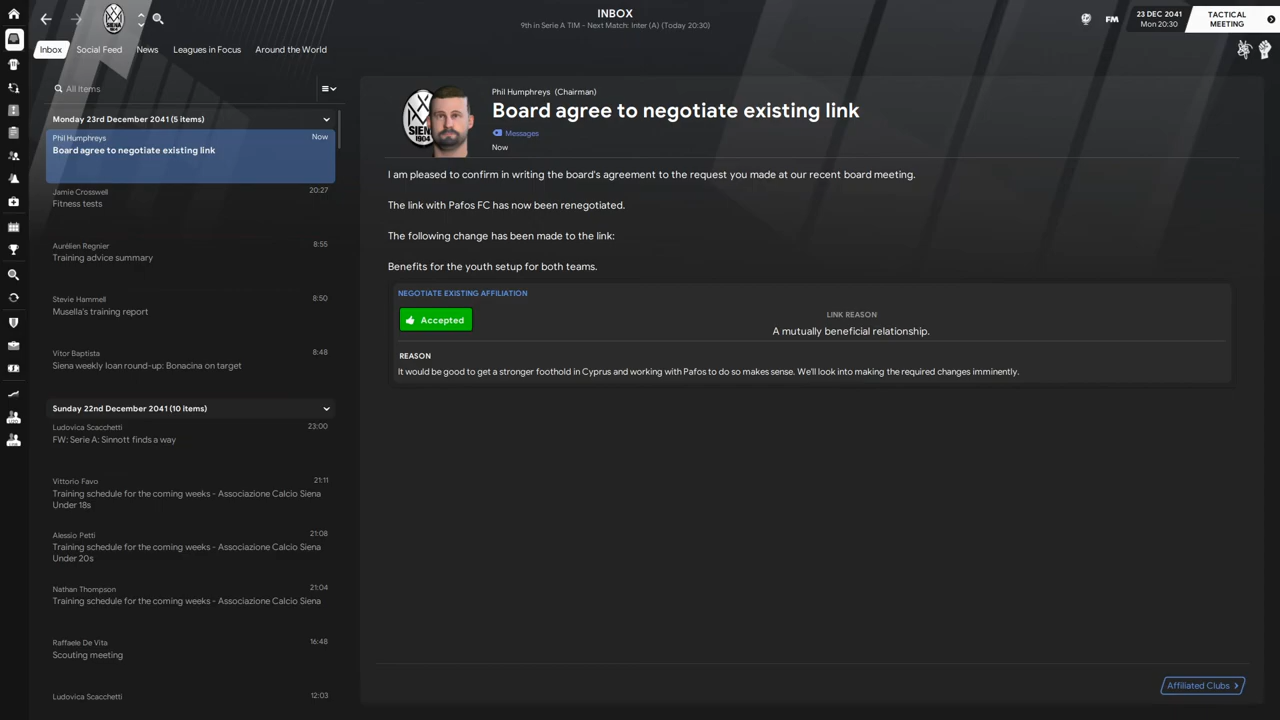 INBOX
9th in Serie A TIM - Next Match: Inter (A) (Today 20:30)
FM
23 DEC 2041
Mon 20:30
TACTICAL
MEETING
Inbox
Social Feed
News
Leagues in Focus
Around the World
All Items
Monday 23rd December 2041 (5 items)
Phil Humphreys
Now
Board agree to negotiate existing link
Jamie Crosswell
20:27
Fitness tests
Aurélien Regnier
8:55
Training advice summary
Stevie Hammell
8:50
Musella's training report
Vítor Baptista
8:48
Siena weekly loan round-up: Bonacina on target
Sunday 22nd December 2041 (10 items)
Ludovica Scacchetti
23:00
FW: Serie A: Sinnott finds a way
Vittorio Favo
21:11
Training schedule for the coming weeks - Associazione Calcio Siena
Under 18s
Alessio Petti
21:08
Training schedule for the coming weeks - Associazione Calcio Siena
Under 20s
Nathan Thompson
21:04
Training schedule for the coming weeks - Associazione Calcio Siena
Raffaele De Vita
16:48
Scouting meeting
Ludovica Scacchetti
12:03
SIENA
1904
Phil Humphreys (Chairman)
Board agree to negotiate existing link
Messages
Now
I am pleased to confirm in writing the board's agreement to the request you made at our recent board meeting.
The link with Pafos FC has now been renegotiated.
The following change has been made to the link:
Benefits for the youth setup for both teams.
NEGOTIATE EXISTING AFFILIATION
Accepted
LINK REASON
A mutually beneficial relationship.
REASON
It would be good to get a stronger foothold in Cyprus and working with Pafos to do so makes sense. We'll look into making the required changes imminently.
Affiliated Clubs